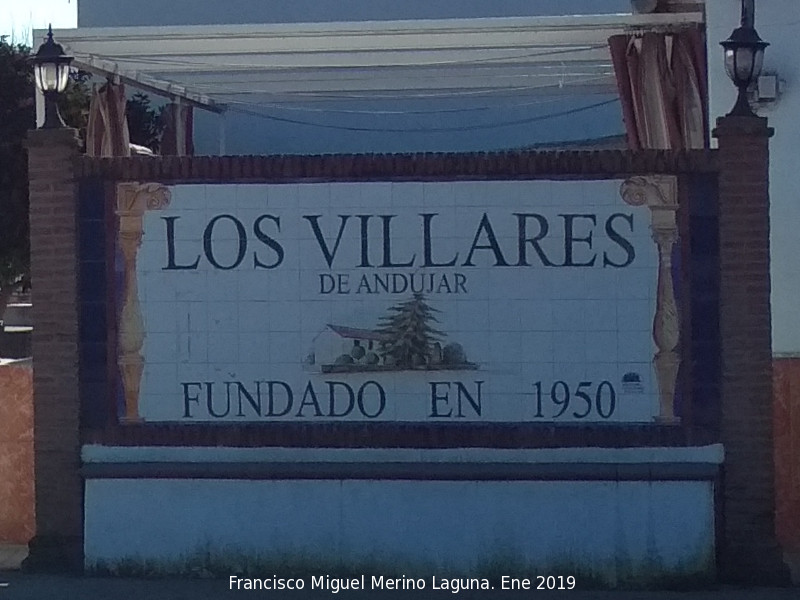 LOS VILLARES
DE ANDUJAR
FUNDADO EN 1950
Francisco Miguel Merino Laguna. Ene 2019